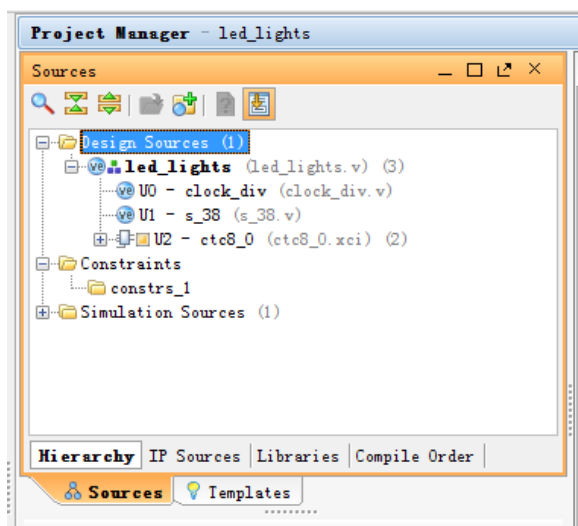 Project Manager - led_lights
Sources
Design Sources (1)
led_lights (led_lights.v) (3)
U0 - clock_div (clock_div.v)
U1 - s_38 (s_38.v)
U2 - ctc8_0 (ctc8_0.xci) (2)
Constraints
constrs_1
Simulation Sources (1)
Hierarchy IP Sources Libraries Compile Order
Sources Templates